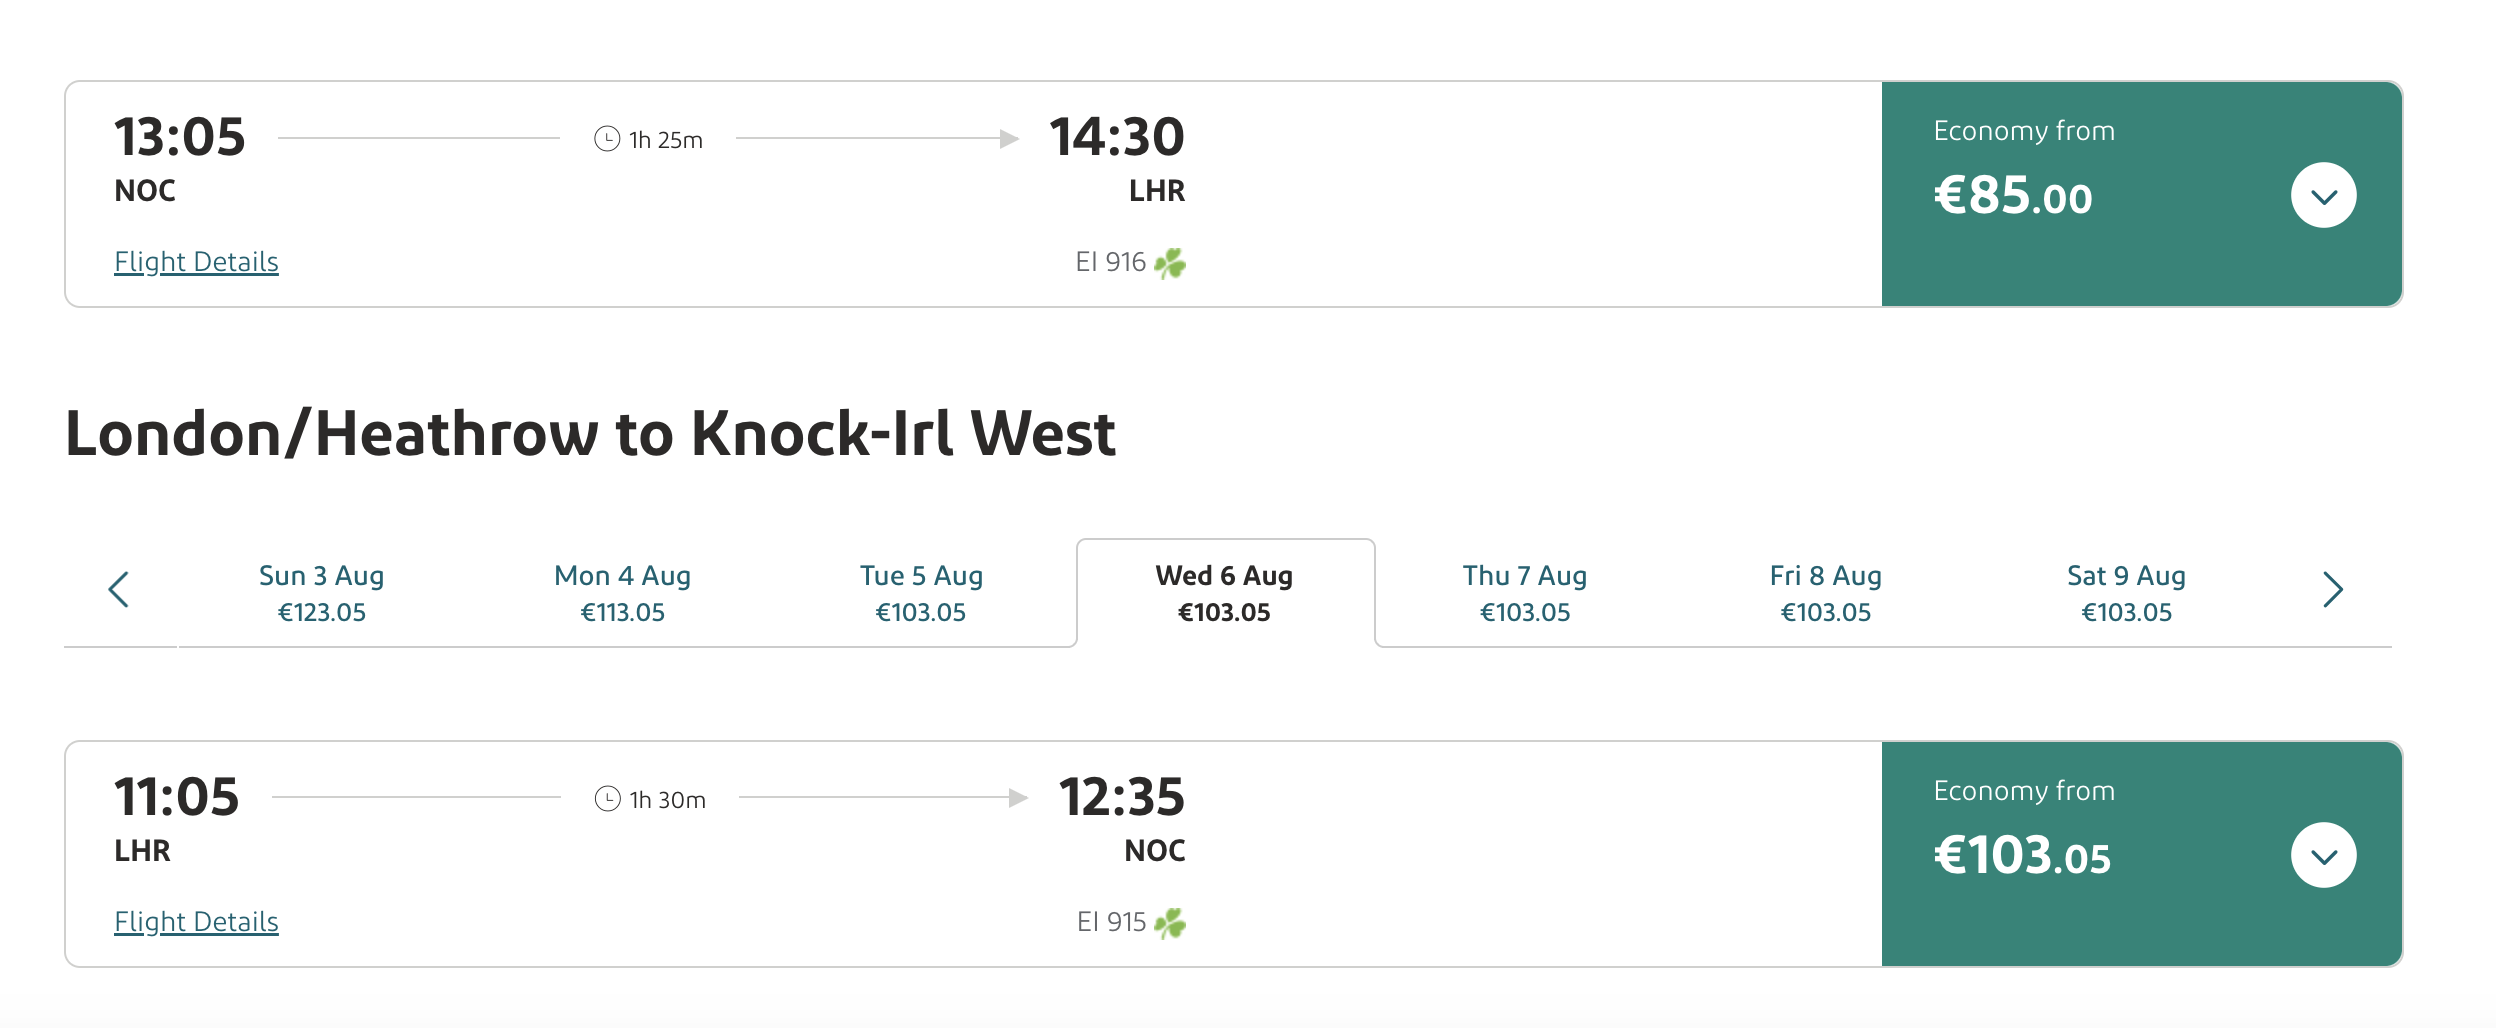 13:05
1h 25m
14:30
NOC
LHR
Flight Details
EI 916
Economy from
€85.00
London/Heathrow to Knock-Irl West
Sun 3 Aug
€123.05
Mon 4 Aug
€113.05
Tue 5 Aug
€103.05
Wed 6 Aug
€103.05
Thu 7 Aug
€103.05
Fri 8 Aug
€103.05
Sat 9 Aug
€103.05
11:05
1h 30m
12:35
LHR
NOC
Flight Details
EI 915
Economy from
€103.05